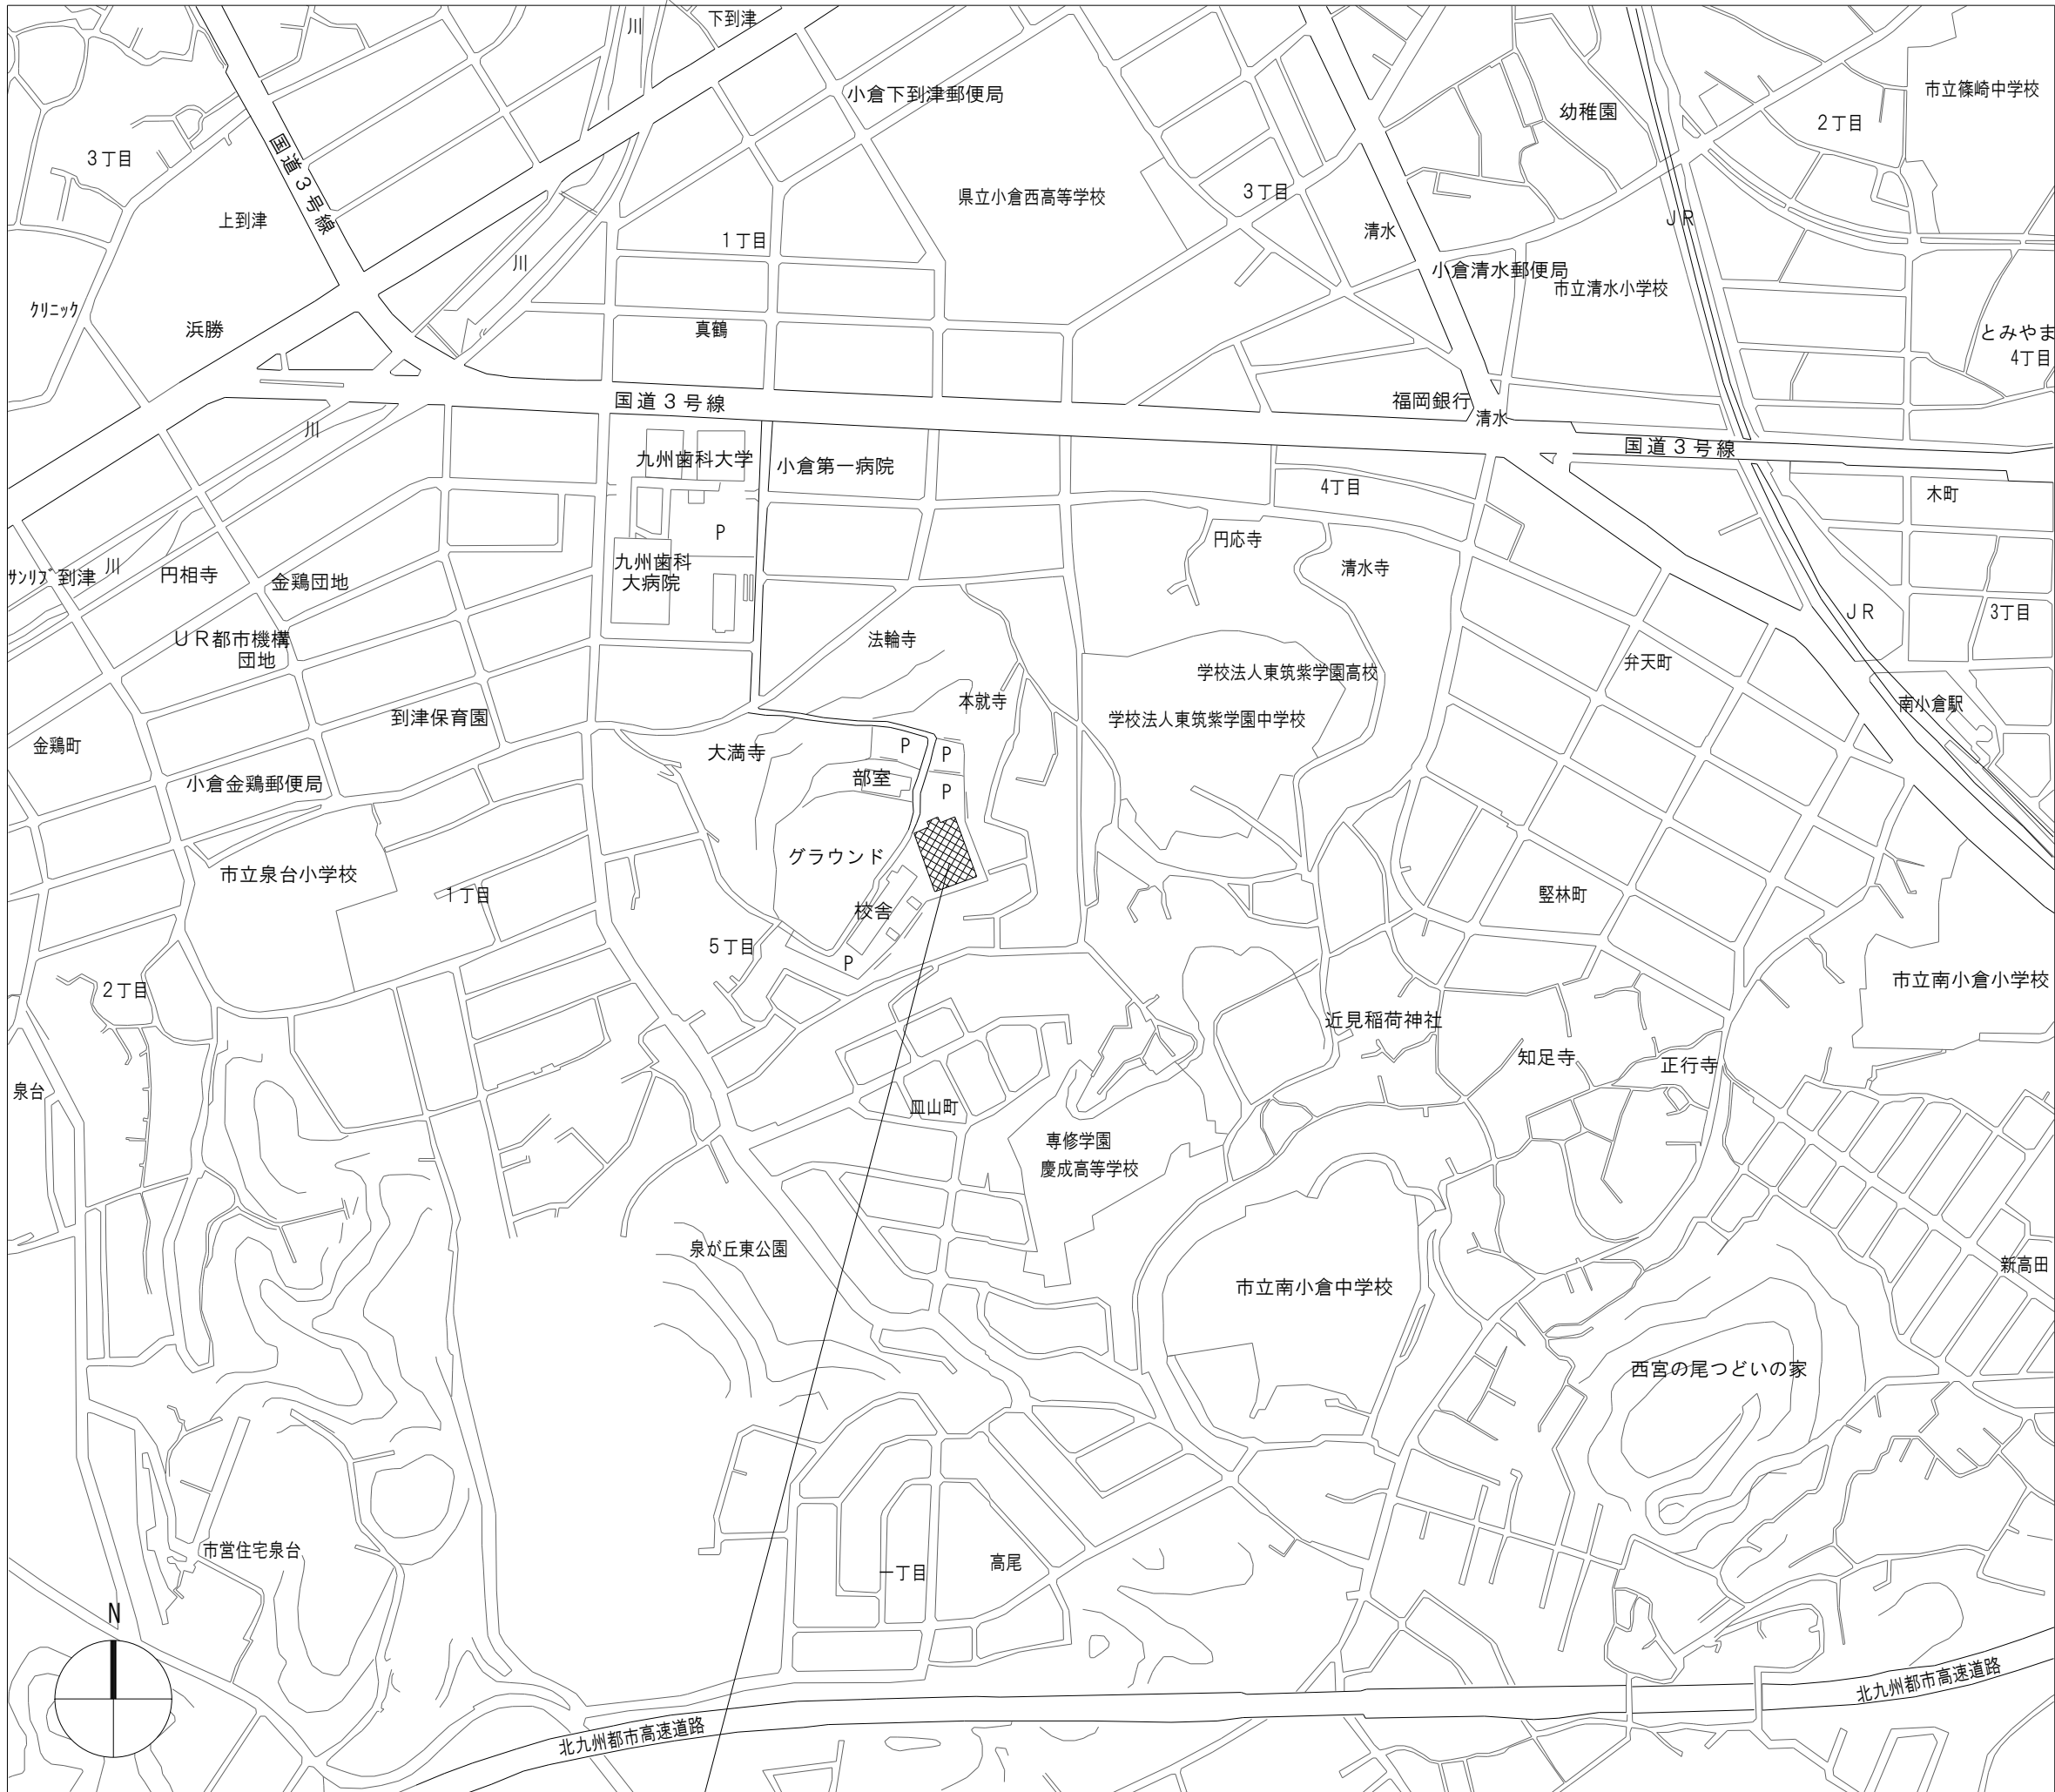 下到津
川
小倉下到津郵便局
市立篠崎中学校
幼稚園
2丁目
3丁目
国道3号線
県立小倉西高等学校
3丁目
上到津
JR
1丁目
清水
川
小倉清水郵便局
市立清水小学校
クリニック
浜勝
真鶴
とみやま
4丁目
国道3号線
福岡銀行
清水
川
国道3号線
九州歯科大学
小倉第一病院
4丁目
木町
P
円応寺
九州歯科
大病院
清水寺
サンリブ到津
川
円相寺
金鶏団地
JR
3丁目
UR都市機構
団地
法輪寺
弁天町
学校法人東筑紫学園高校
本就寺
南小倉駅
到津保育園
学校法人東筑紫学園中学校
金鶏町
大満寺
P
P
小倉金鶏郵便局
部室
P
グラウンド
市立泉台小学校
1丁目
竪林町
校舎
5丁目
P
市立南小倉小学校
2丁目
近見稲荷神社
知足寺
正行寺
泉台
皿山町
専修学園
慶成高等学校
泉が丘東公園
新高田
市立南小倉中学校
西宮の尾つどいの家
市営住宅泉台
一丁目
高尾
N
北九州都市高速道路
北九州都市高速道路